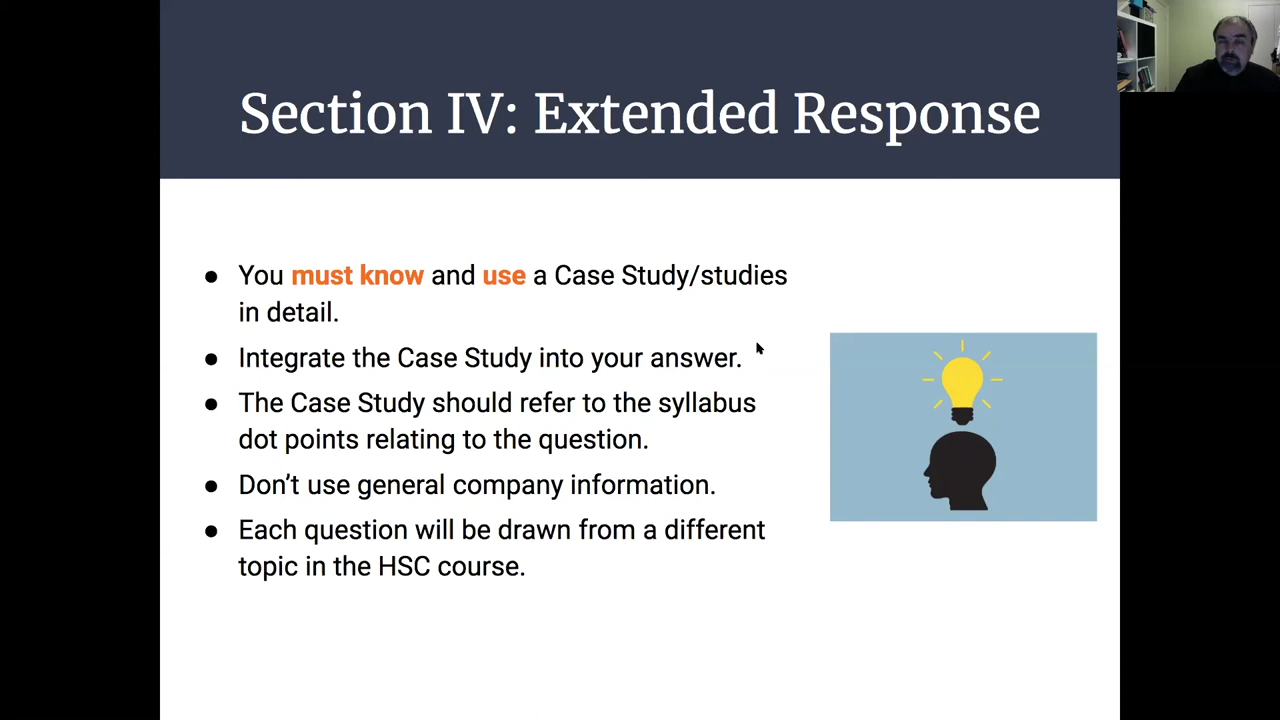 Section IV: Extended Response
● You must know and use a Case Study/studies
in detail.
● Integrate the Case Study into your answer.
● The Case Study should refer to the syllabus
dot points relating to the question.
● Don’t use general company information.
● Each question will be drawn from a different
topic in the HSC course.